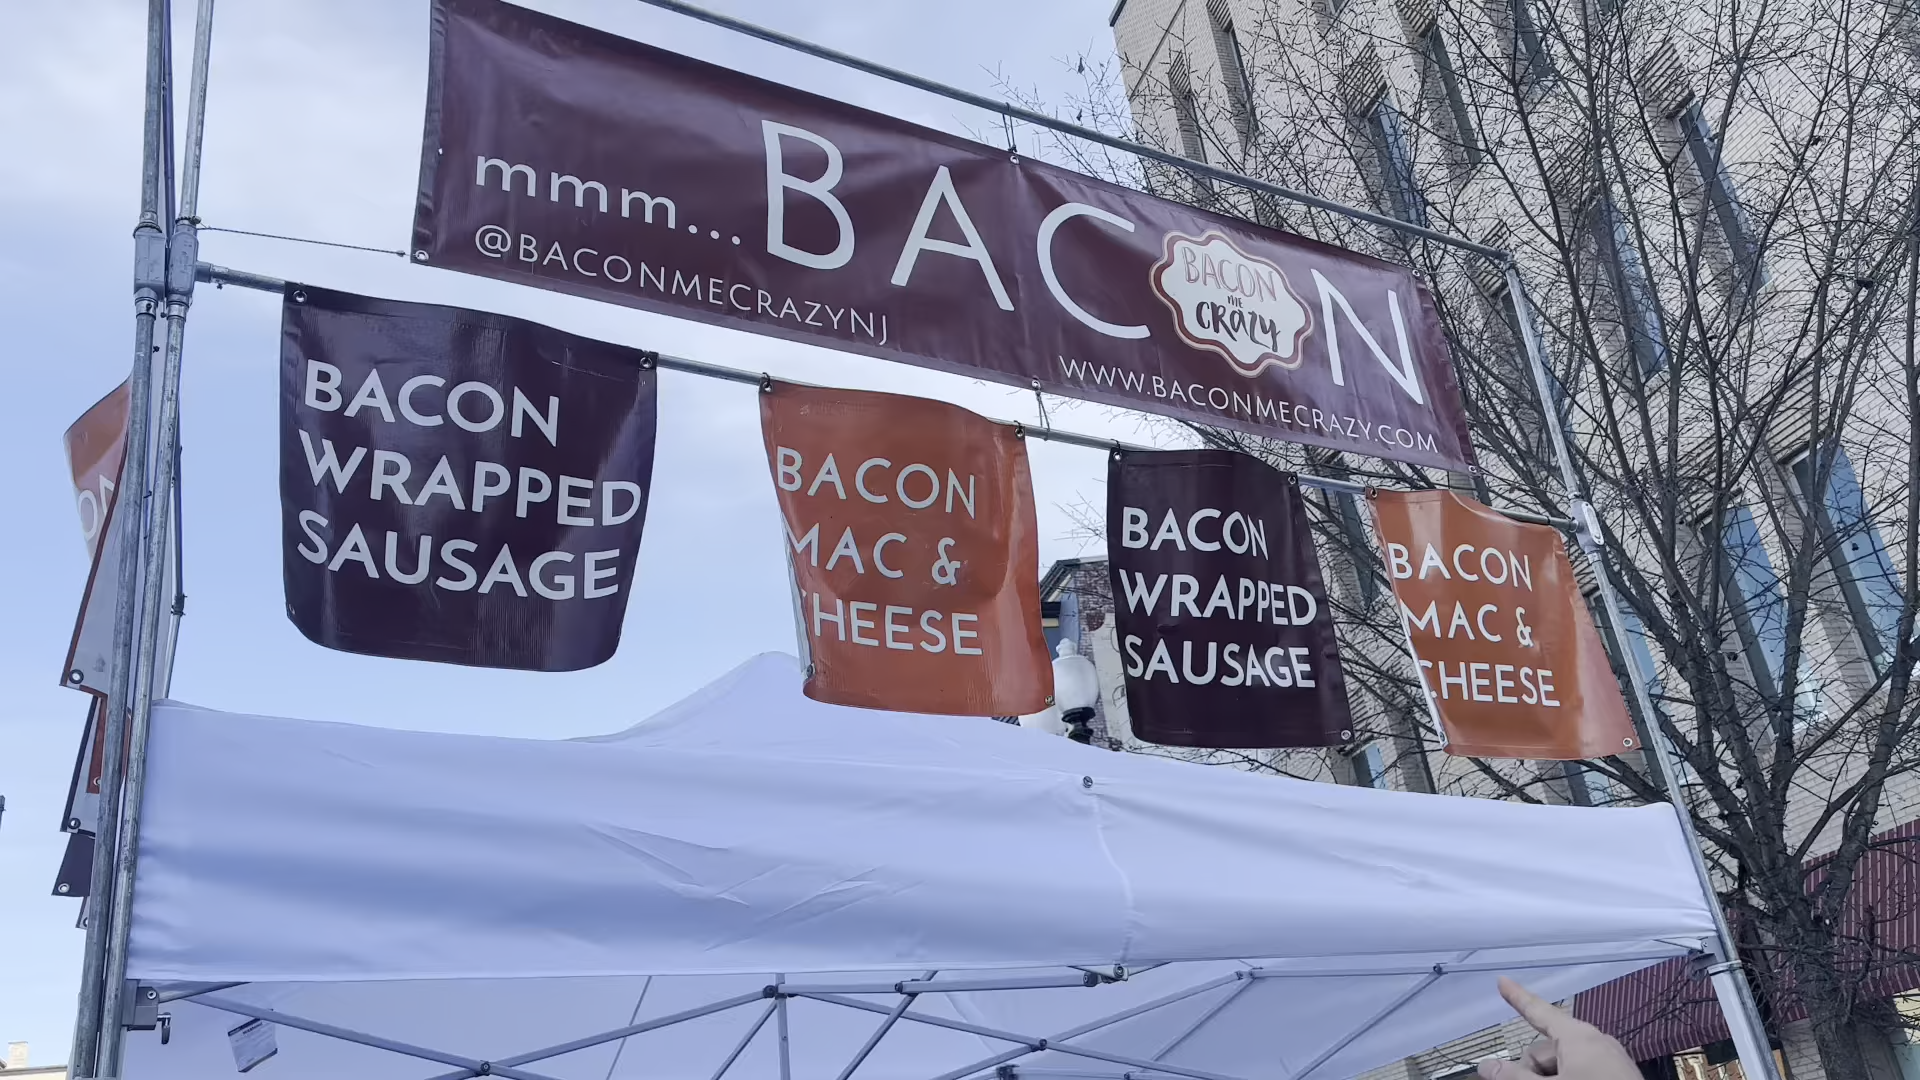 mmm... BACON
@BACONMECRAZYNJ
BACON
ME
CRAZY
WWW.BACONMECRAZY.COM
BACON
WRAPPED
SAUSAGE
BACON
MAC &
CHEESE
BACON
WRAPPED
SAUSAGE
BACON
MAC &
CHEESE